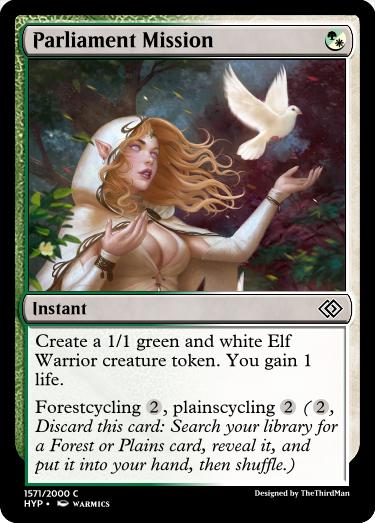 Parliament Mission
Instant
Create a 1/1 green and white Elf
Warrior creature token. You gain 1
life.
Forestcycling 2, plainscycling 2 (2,
Discard this card: Search your library
for a Forest or Plains card, reveal it, and
put it into your hand, then shuffle.)
1571/2000 C
Designed by TheThirdMan
HYP • WARMICS